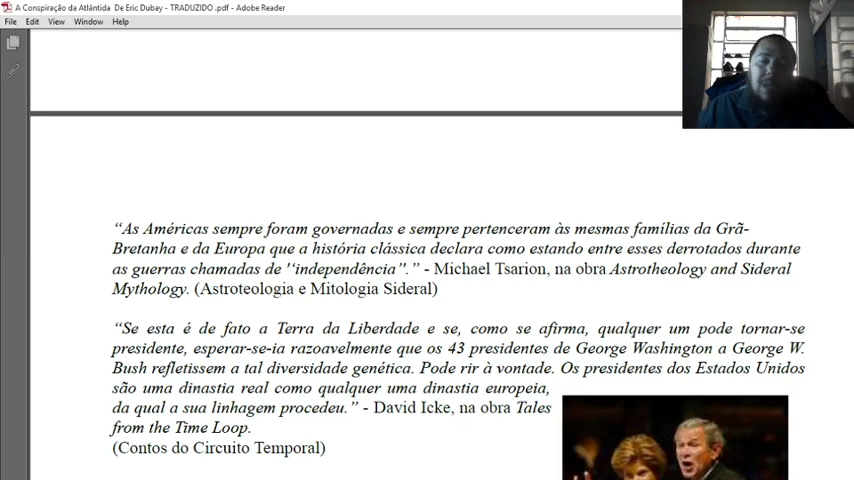 A Conspiração da Atlântida De Eric Dubay - TRADUZIDO .pdf - Adobe Reader
File Edit View Window Help
“As Américas sempre foram governadas e sempre pertenceram às mesmas famílias da Grã-
Bretanha e da Europa que a história clássica declara como estando entre esses derrotados durante
as guerras chamadas de ''independência''.” - Michael Tsarion, na obra Astrotheology and Sideral
Mythology. (Astroteologia e Mitologia Sideral)
“Se esta é de fato a Terra da Liberdade e se, como se afirma, qualquer um pode tornar-se
presidente, esperar-se-ia razoavelmente que os 43 presidentes de George Washington a George W.
Bush refletissem a tal diversidade genética. Pode rir à vontade. Os presidentes dos Estados Unidos
são uma dinastia real como qualquer uma dinastia europeia,
da qual a sua linhagem procedeu.” - David Icke, na obra Tales
from the Time Loop.
(Contos do Circuito Temporal)